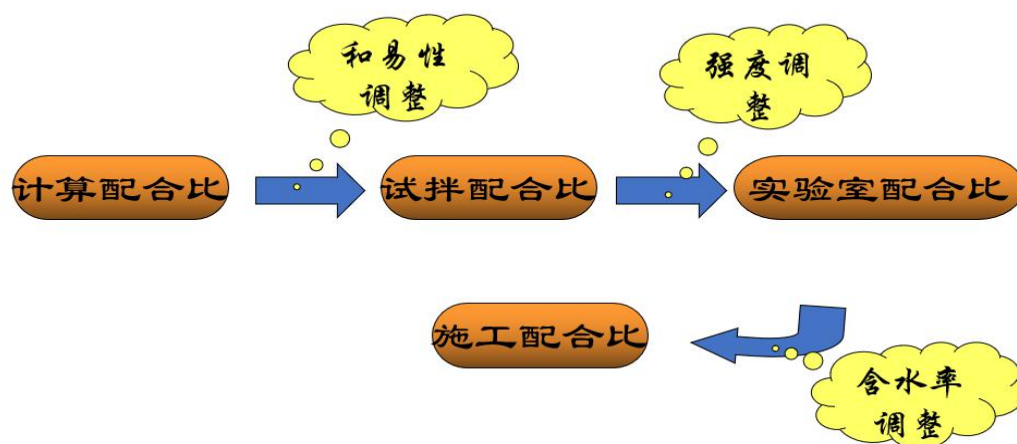 和易性
调整
强度调
整
计算配合比
试拌配合比
实验室配合比
施工配合比
含水率
调整